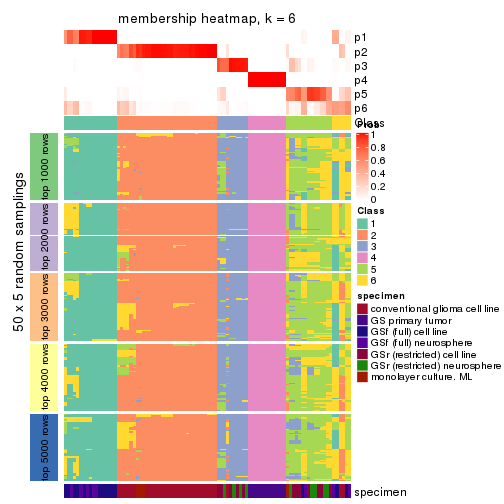 membership heatmap, k = 6
p1
p2
p3
p4
p5
p6
Class
Prob
1
0.8
0.6
0.4
0.2
0
Class
1
2
3
4
5
6
specimen
conventional glioma cell line
GS primary tumor
GSf (full) cell line
GSf (full) neurosphere
GSr (restricted) cell line
GSr (restricted) neurosphere
monolayer culture. ML
50 x 5 random samplings
top 1000 rows
top 2000 rows
top 3000 rows
top 4000 rows
top 5000 rows
specimen